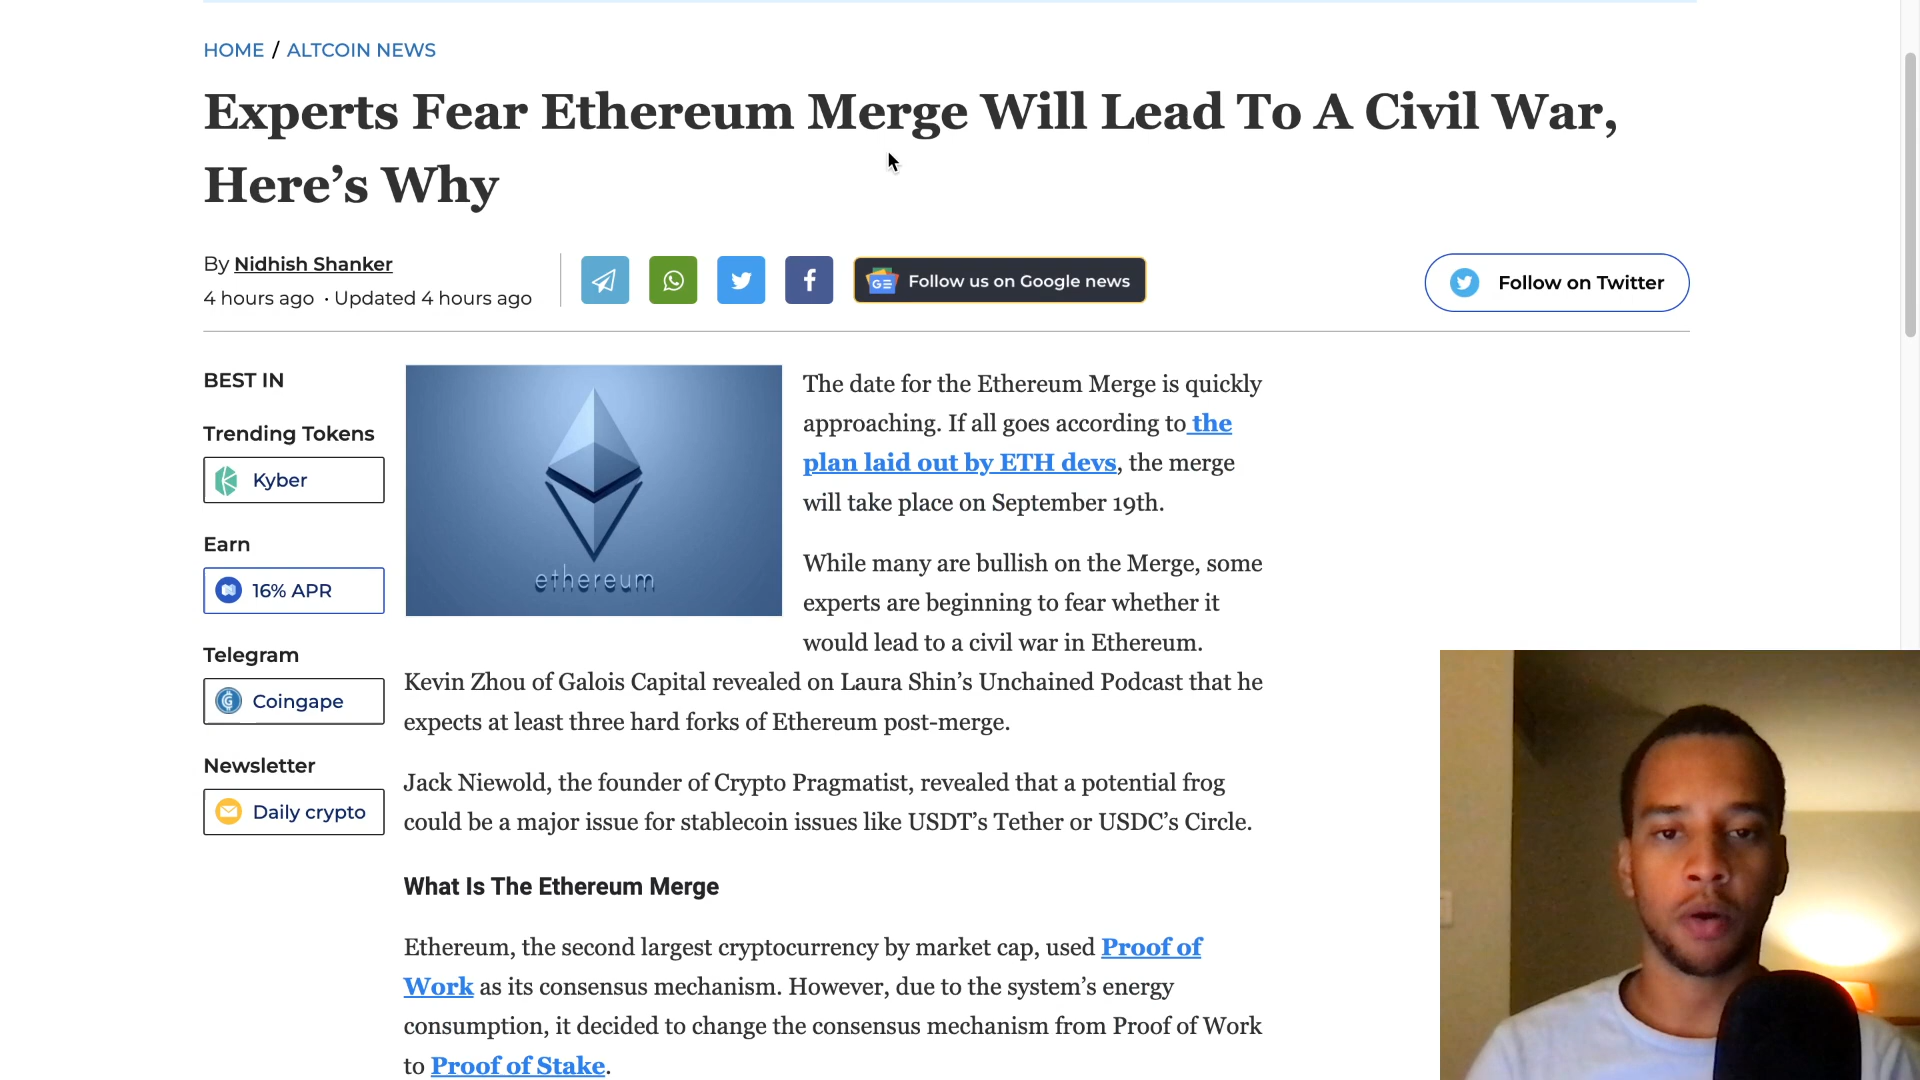 HOME / ALTCOIN NEWS
Experts Fear Ethereum Merge Will Lead To A Civil War,
Here’s Why
By Nidhish Shanker
4 hours ago · Updated 4 hours ago
Follow us on Google news
Follow on Twitter
BEST IN
Trending Tokens
Kyber
Earn
16% APR
Telegram
Coingape
Newsletter
Daily crypto
ethereum
The date for the Ethereum Merge is quickly
approaching. If all goes according to the
plan laid out by ETH devs, the merge
will take place on September 19th.
While many are bullish on the Merge, some
experts are beginning to fear whether it
would lead to a civil war in Ethereum.
Kevin Zhou of Galois Capital revealed on Laura Shin’s Unchained Podcast that he
expects at least three hard forks of Ethereum post-merge.
Jack Niewold, the founder of Crypto Pragmatist, revealed that a potential frog
could be a major issue for stablecoin issues like USDT’s Tether or USDC’s Circle.
What Is The Ethereum Merge
Ethereum, the second largest cryptocurrency by market cap, used Proof of
Work as its consensus mechanism. However, due to the system’s energy
consumption, it decided to change the consensus mechanism from Proof of Work
to Proof of Stake.